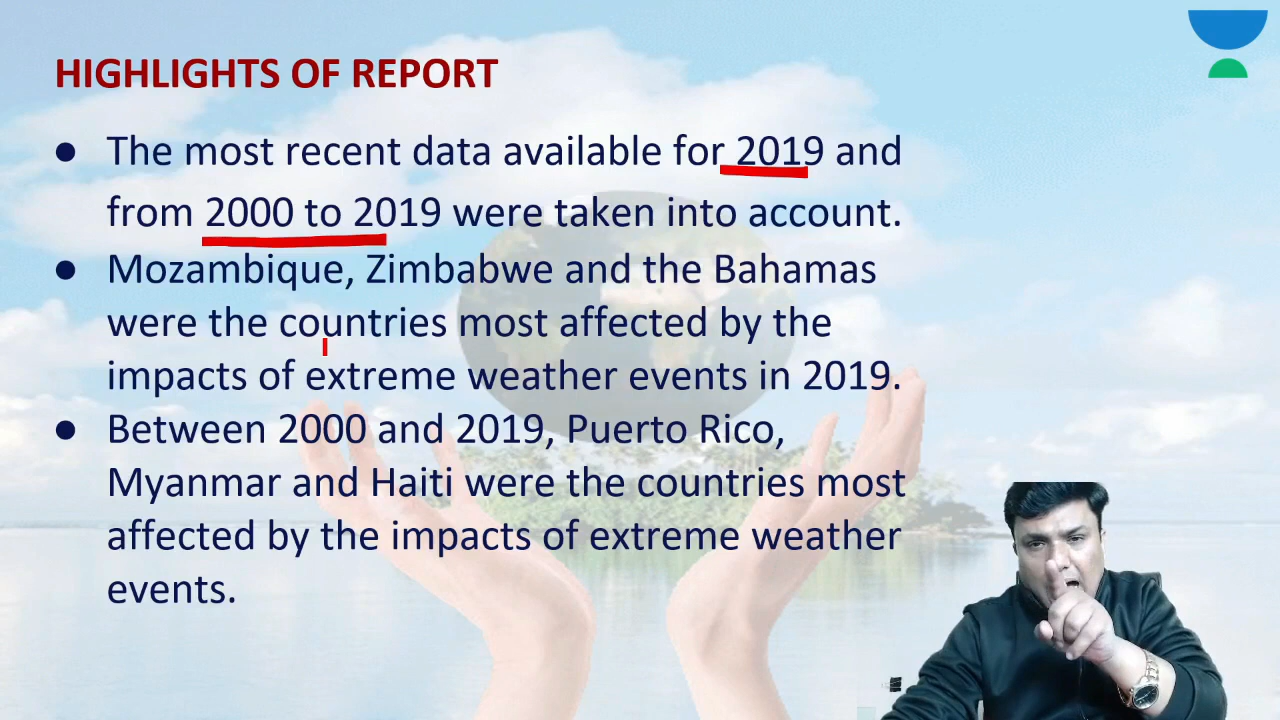 HIGHLIGHTS OF REPORT
● The most recent data available for 2019 and
from 2000 to 2019 were taken into account.
● Mozambique, Zimbabwe and the Bahamas
were the countries most affected by the
impacts of extreme weather events in 2019.
● Between 2000 and 2019, Puerto Rico,
Myanmar and Haiti were the countries most
affected by the impacts of extreme weather
events.